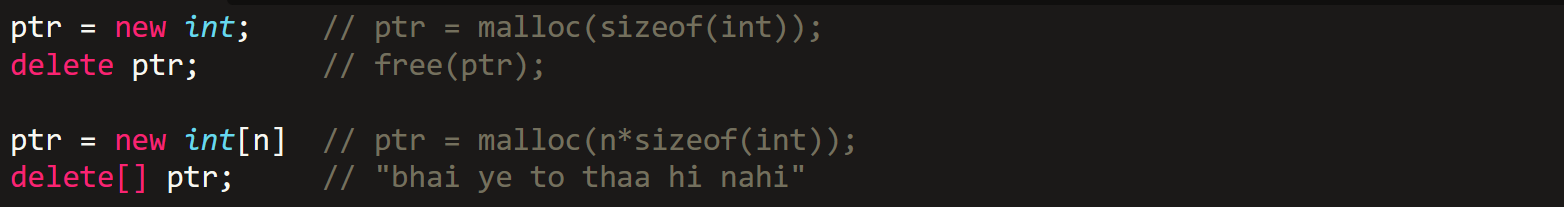 ptr = new int;    // ptr = malloc(sizeof(int));
delete ptr;       // free(ptr);
ptr = new int[n]  // ptr = malloc(n*sizeof(int));
delete[] ptr;     // "bhai ye to thaa hi nahi"